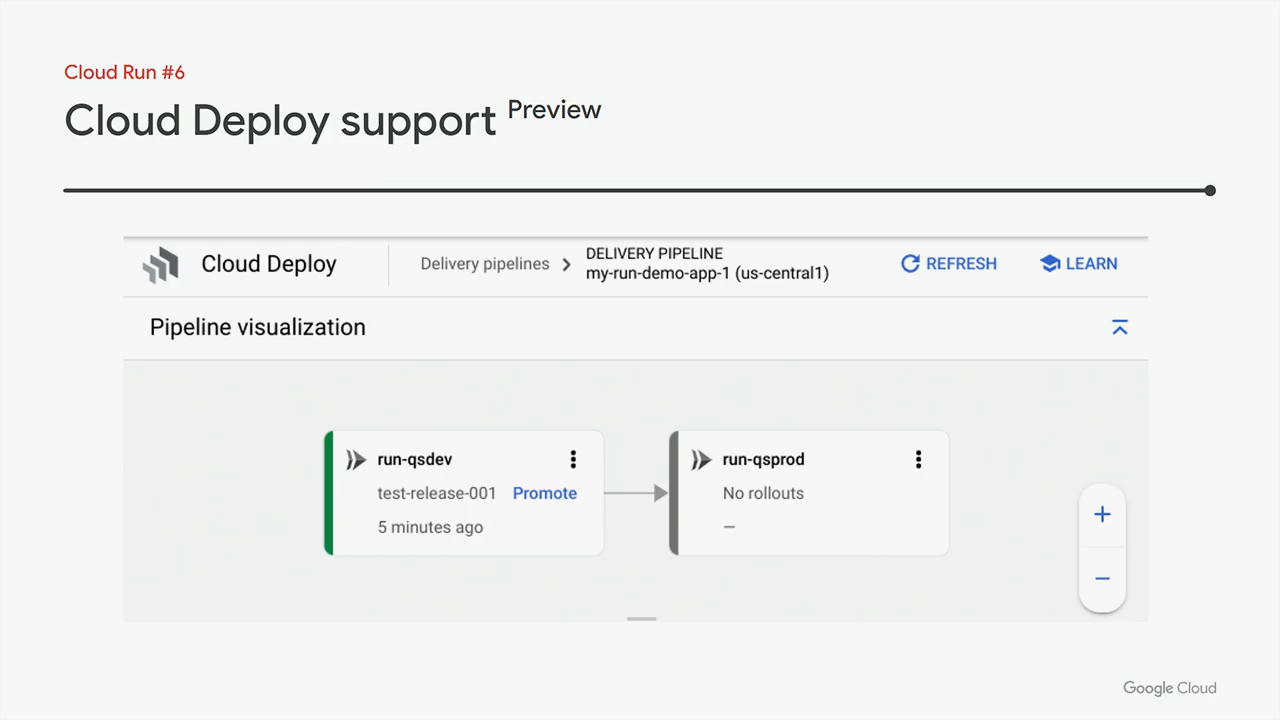 Cloud Run #6
Cloud Deploy support Preview
Cloud Deploy
Delivery pipelines
DELIVERY PIPELINE
my-run-demo-app-1 (us-central1)
REFRESH
LEARN
Pipeline visualization
run-qsdev
test-release-001 Promote
5 minutes ago
run-qsprod
No rollouts
–
Google Cloud